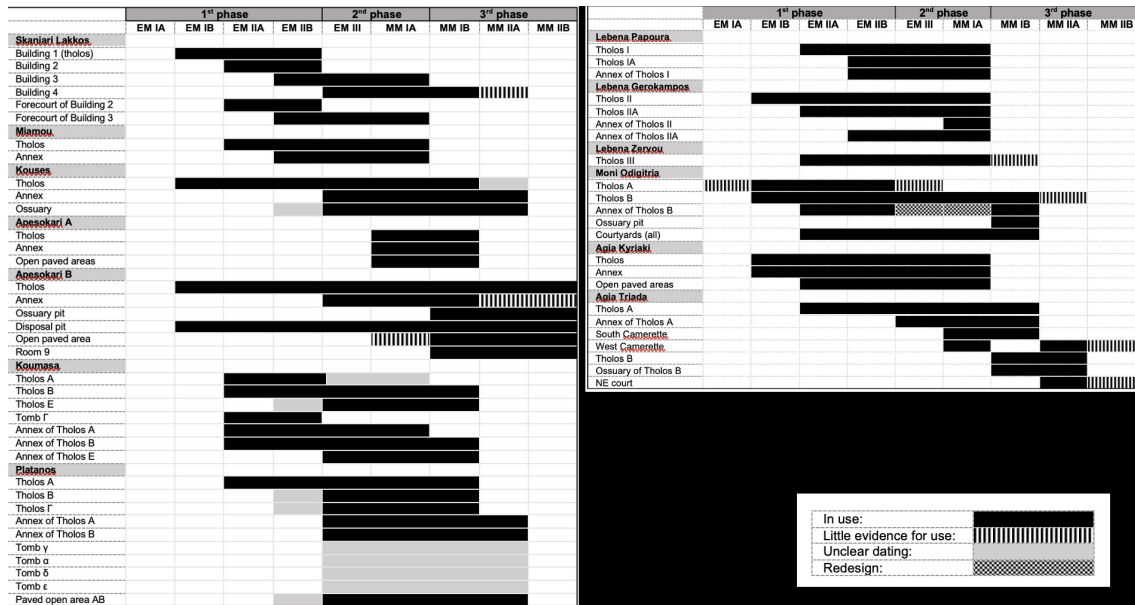 1st phase 2nd phase 3rd phase
EM IA EM IB EM IIA EM IIB EM III MM IA MM IB MM IIA MM IIB
Skaniari Lakkos
Building 1 (tholos)
Building 2
Building 3
Building 4
Forecourt of Building 2
Forecourt of Building 3
Miamou
Tholos
Annex
Kouses
Tholos
Annex
Ossuary
Apesokari A
Tholos
Annex
Open paved areas
Apesokari B
Tholos
Annex
Ossuary pit
Disposal pit
Open paved area
Room 9
Koumasa
Tholos A
Tholos B
Tholos E
Tomb Γ
Annex of Tholos A
Annex of Tholos B
Annex of Tholos E
Platanos
Tholos A
Tholos B
Tholos Γ
Annex of Tholos A
Annex of Tholos B
Tomb γ
Tomb α
Tomb δ
Tomb ε
Paved open area AB
1st phase 2nd phase 3rd phase
EM IA EM IB EM IIA EM IIB EM III MM IA MM IB MM IIA MM IIB
Lebena Papoura
Tholos I
Tholos IA
Annex of Tholos I
Lebena Gerokampos
Tholos II
Tholos IIA
Annex of Tholos II
Annex of Tholos IIA
Lebena Zervou
Tholos III
Moni Odigitria
Tholos A
Tholos B
Annex of Tholos B
Ossuary pit
Courtyards (all)
Agia Kyriaki
Tholos
Annex
Open paved areas
Agia Triada
Tholos A
Annex of Tholos A
South Camerette
West Camerette
Tholos B
Ossuary of Tholos B
NE court
In use:
Little evidence for use:
Unclear dating:
Redesign: